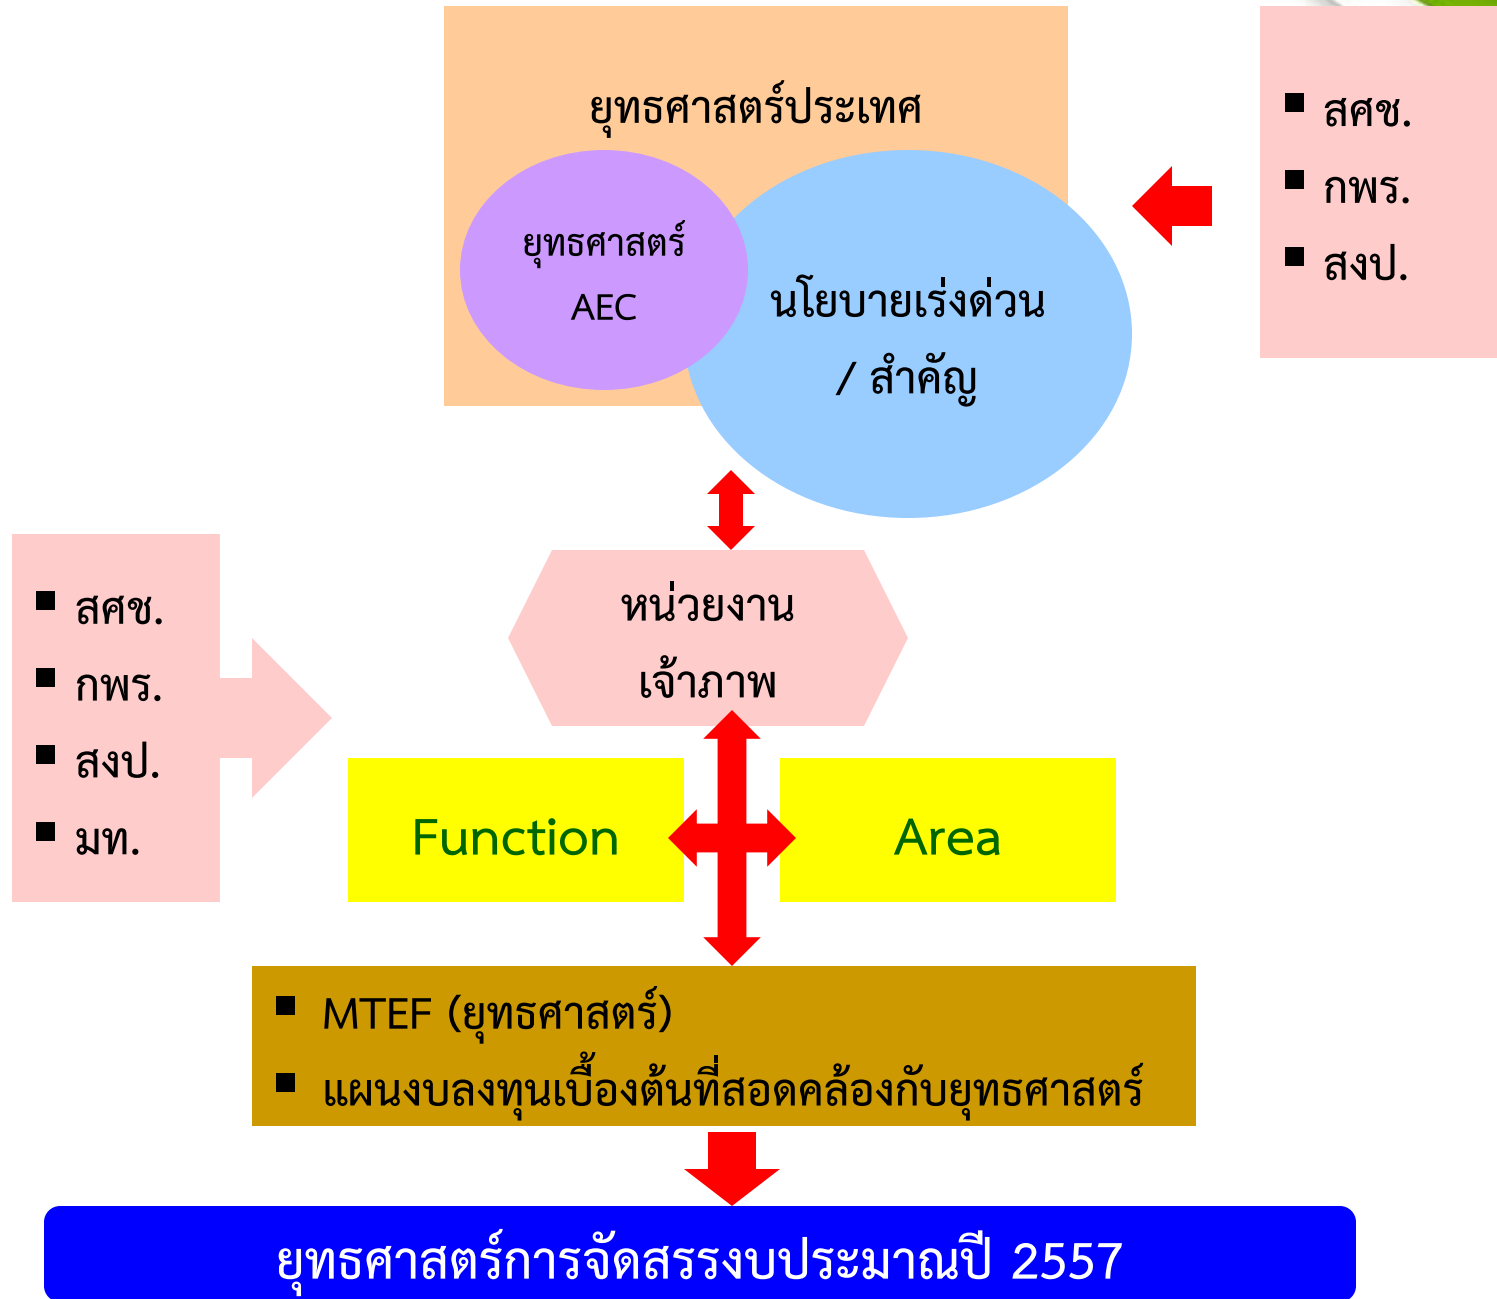 ยุทธศาสตร์ประเทศ
ยุทธศาสตร์
AEC
นโยบายเร่งด่วน
/ สำคัญ
▪ สศช.
▪ กพร.
▪ สงป.
หน่วยงาน
เจ้าภาพ
▪ สศช.
▪ กพร.
▪ สงป.
▪ มท.
Function
Area
▪ MTEF (ยุทธศาสตร์)
▪ แผนงบลงทุนเบื้องต้นที่สอดคล้องกับยุทธศาสตร์
ยุทธศาสตร์การจัดสรรงบประมาณปี 2557